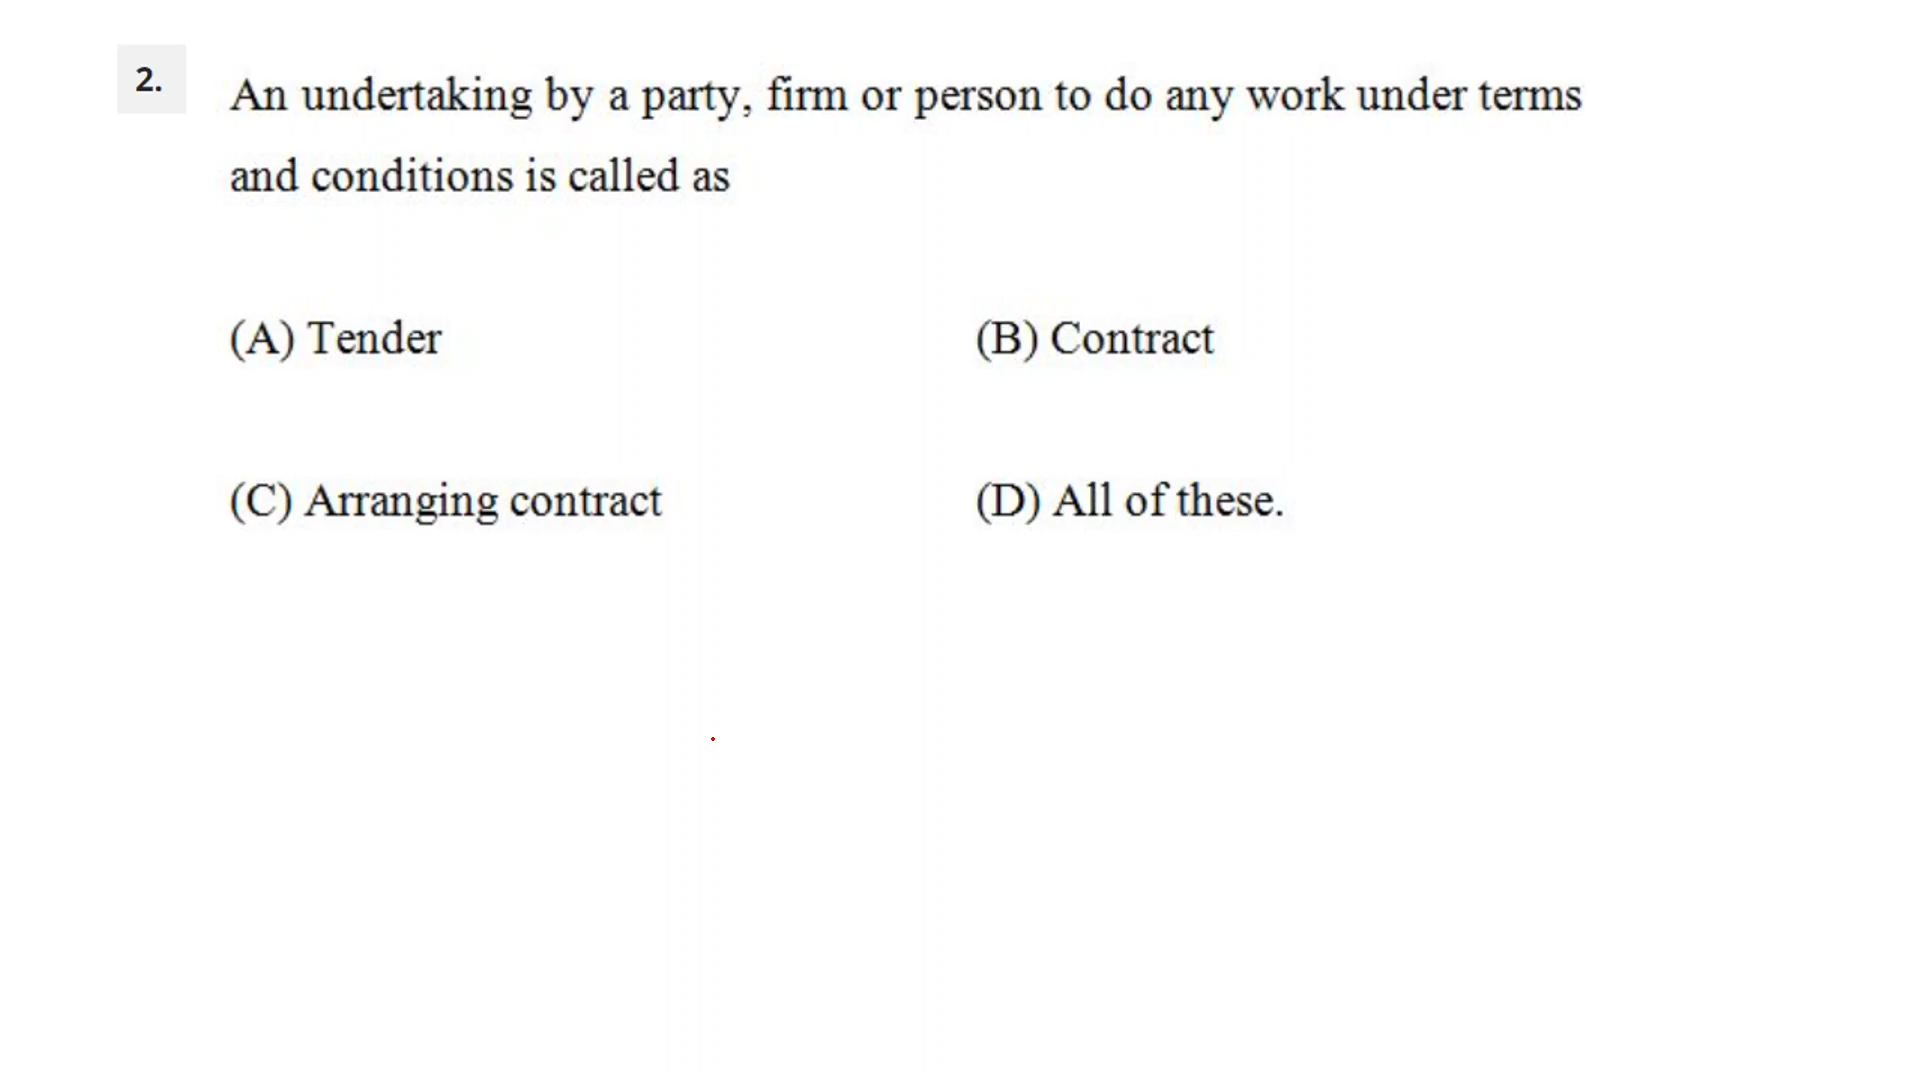 2.
An undertaking by a party, firm or person to do any work under terms
and conditions is called as
(A) Tender (B) Contract
(C) Arranging contract (D) All of these.